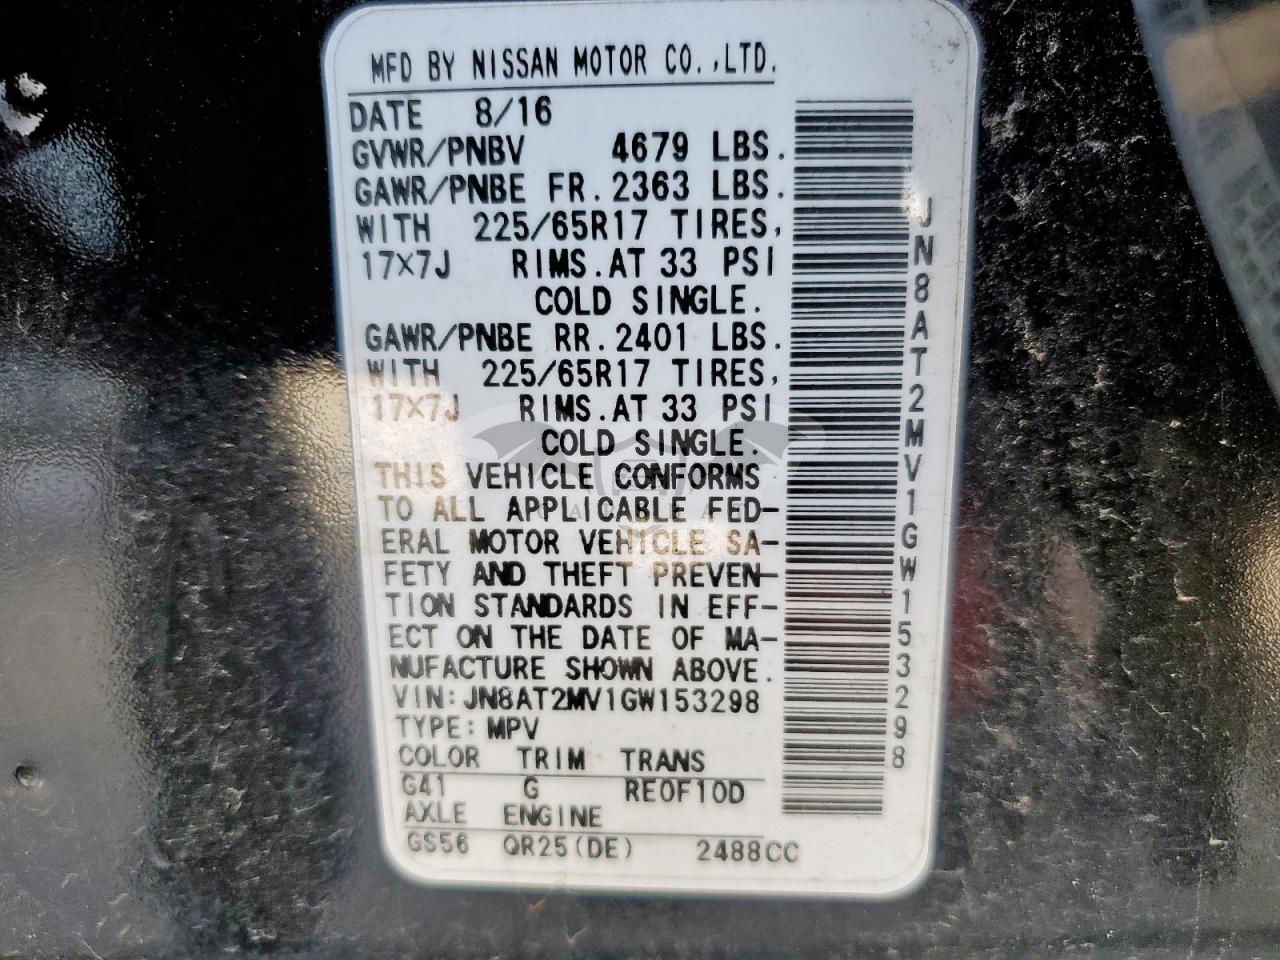 MFD BY NISSAN MOTOR CO.,LTD.
DATE 8/16
GVWR/PNBV 4679 LBS.
GAWR/PNBE FR.2363 LBS.
WITH 225/65R17 TIRES,
17×7J RIMS.AT 33 PSI
COLD SINGLE.
GAWR/PNBE RR.2401 LBS.
WITH 225/65R17 TIRES,
17×7J RIMS.AT 33 PSI
COLD SINGLE.
THIS VEHICLE CONFORMS
TO ALL APPLICABLE FED-
ERAL MOTOR VEHICLE SA-
FETY AND THEFT PREVEN-
TION STANDARDS IN EFF-
ECT ON THE DATE OF MA-
NUFACTURE SHOWN ABOVE.
VIN:JN8AT2MV1GW153298
TYPE:MPV
COLOR TRIM TRANS
G41 G RE0F10D
AXLE ENGINE
GS56 QR25(DE) 2488CC
JN8AT2MV1GW153298